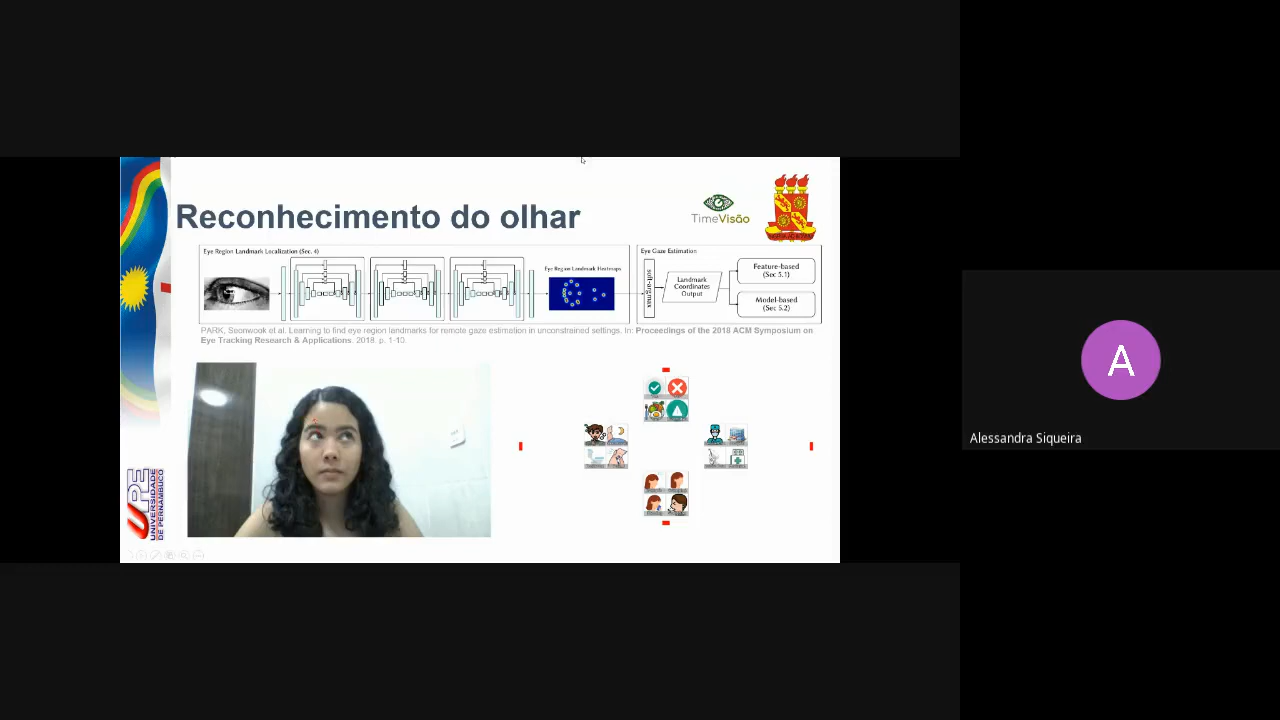 Reconhecimento do olhar
TimeVisão
Eye Region Landmark Localization (Sec. 4)
Eye Region Landmark Heatmaps
Eye Gaze Estimation
soft-argmax
Landmark
Coordinates
Output
Feature-based
(Sec 5.1)
Model-based
(Sec 5.2)
PARK, Seonwook et al. Learning to find eye region landmarks for remote gaze estimation in unconstrained settings. In: Proceedings of the 2018 ACM Symposium on
Eye Tracking Research & Applications. 2018. p. 1-10.
UPE
UNIVERSIDADE
DE PERNAMBUCO
A
Alessandra Siqueira